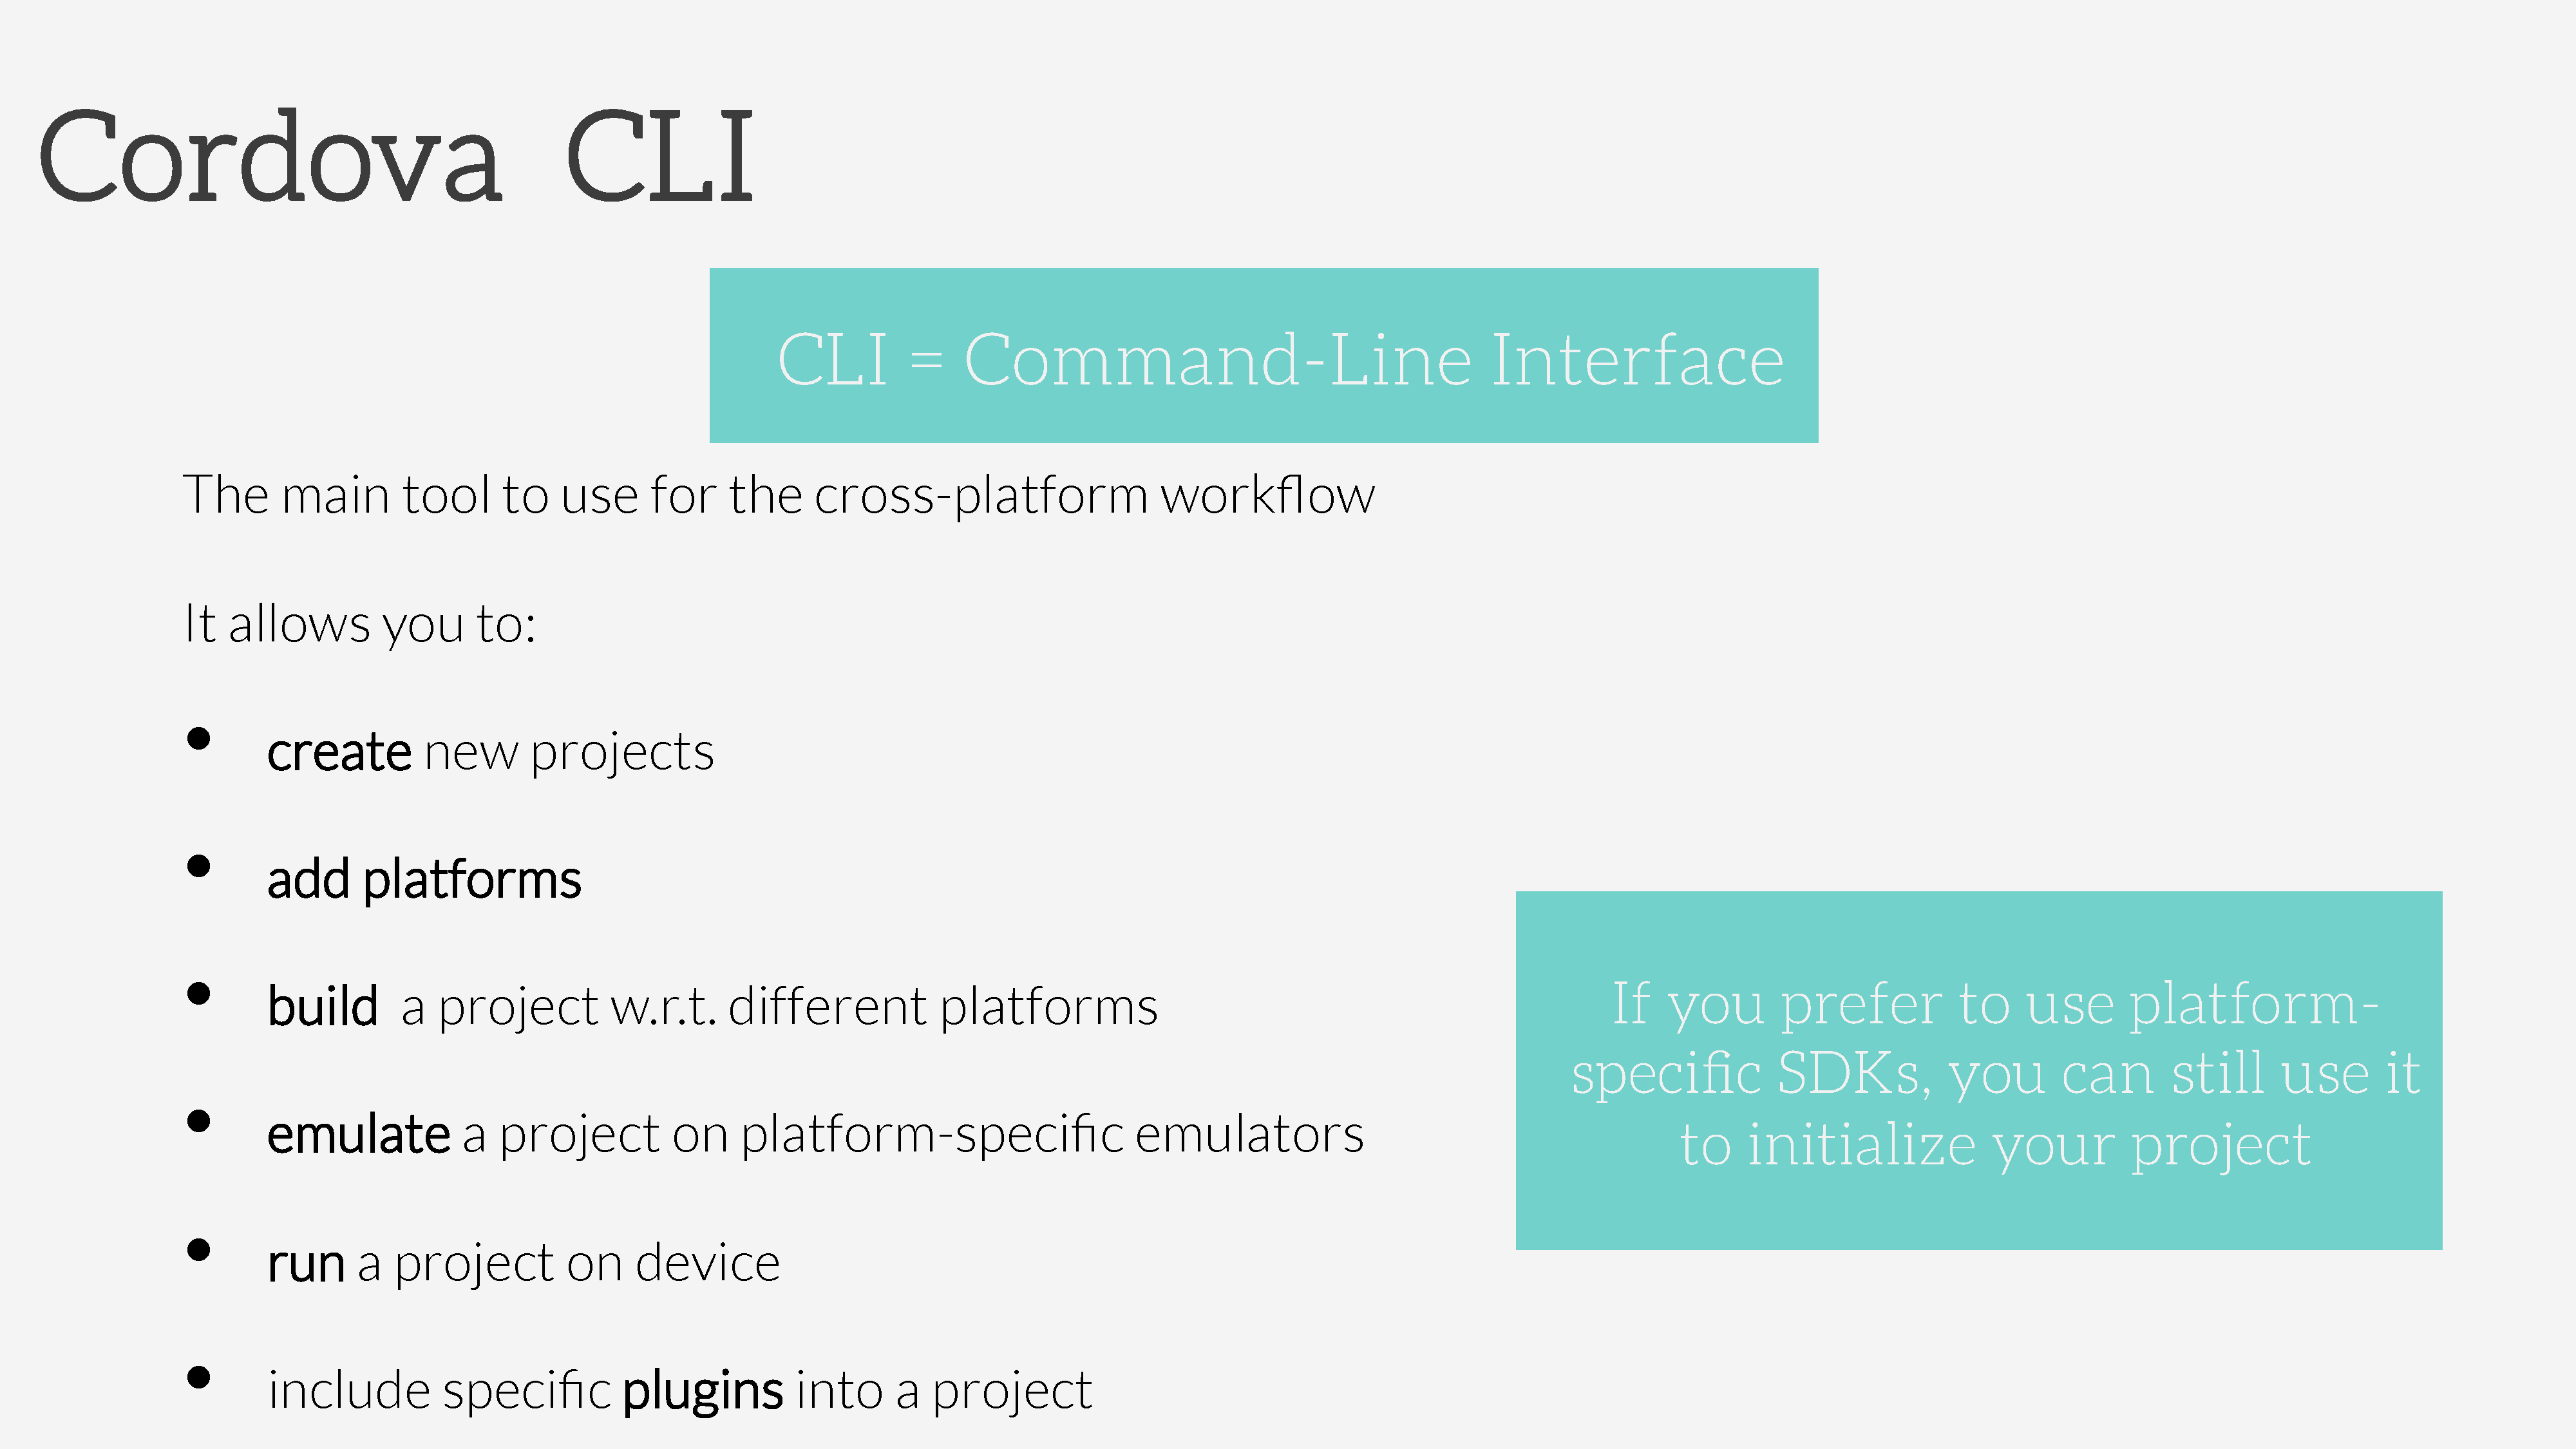 Cordova CLI
CLI = Command-Line Interface
The main tool to use for the cross-platform workflow
It allows you to:
• create new projects
• add platforms
• build a project w.r.t. different platforms
• emulate a project on platform-specific emulators
• run a project on device
• include specific plugins into a project
If you prefer to use platform-
specific SDKs, you can still use it
to initialize your project